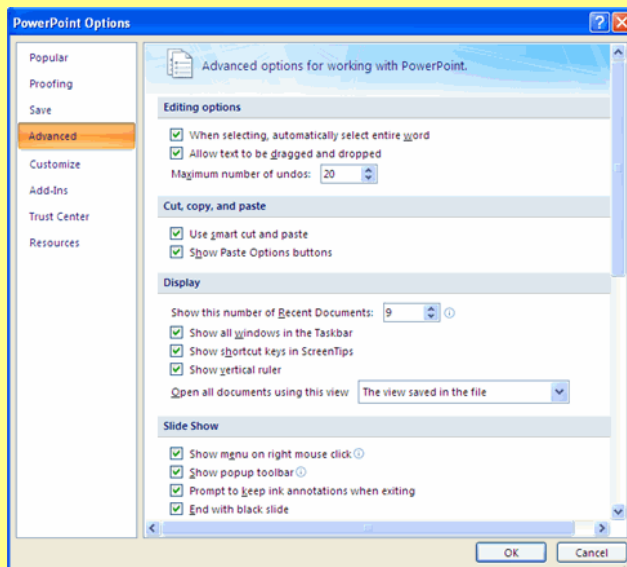 PowerPoint Options
Popular
Proofing
Save
Advanced
Customize
Add-Ins
Trust Center
Resources
Advanced options for working with PowerPoint.
Editing options
When selecting, automatically select entire word
Allow text to be dragged and dropped
Maximum number of undos: 20
Cut, copy, and paste
Use smart cut and paste
Show Paste Options buttons
Display
Show this number of Recent Documents: 9
Show all windows in the Taskbar
Show shortcut keys in ScreenTips
Show vertical ruler
Open all documents using this view The view saved in the file
Slide Show
Show menu on right mouse click
Show popup toolbar
Prompt to keep ink annotations when exiting
End with black slide
OK Cancel